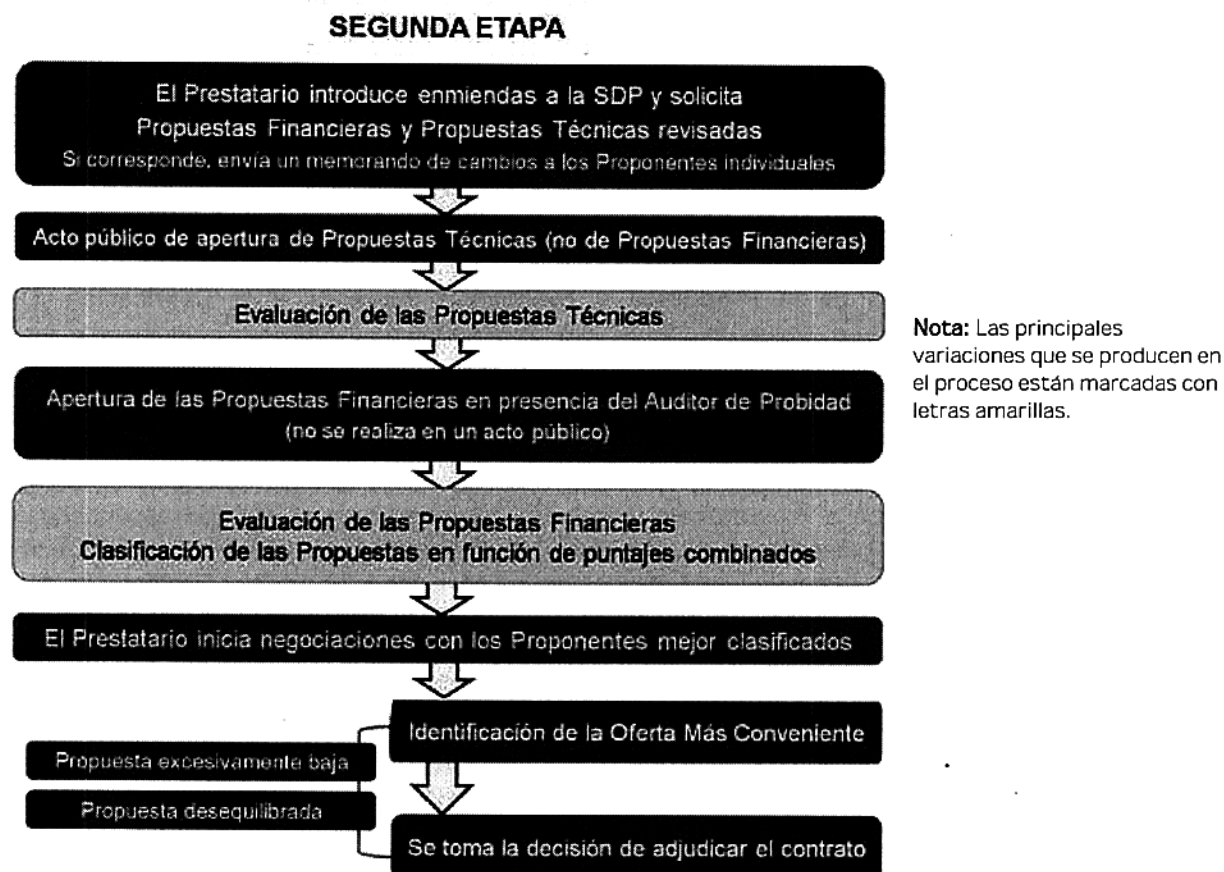 SEGUNDA ETAPA
El Prestatario introduce enmiendas a la SDP y solicita
Propuestas Financieras y Propuestas Técnicas revisadas
Si corresponde, envía un memorando de cambios a los Proponentes individuales
Acto público de apertura de Propuestas Técnicas (no de Propuestas Financieras)
Evaluación de las Propuestas Técnicas
Nota: Las principales
variaciones que se producen en
el proceso están marcadas con
letras amarillas.
Apertura de las Propuestas Financieras en presencia del Auditor de Probidad
(no se realiza en un acto público)
Evaluación de las Propuestas Financieras
Clasificación de las Propuestas en función de puntajes combinados
El Prestatario inicia negociaciones con los Proponentes mejor clasificados
Identificación de la Oferta Más Conveniente
Propuesta excesivamente baja
Propuesta desequilibrada
Se toma la decisión de adjudicar el contrato